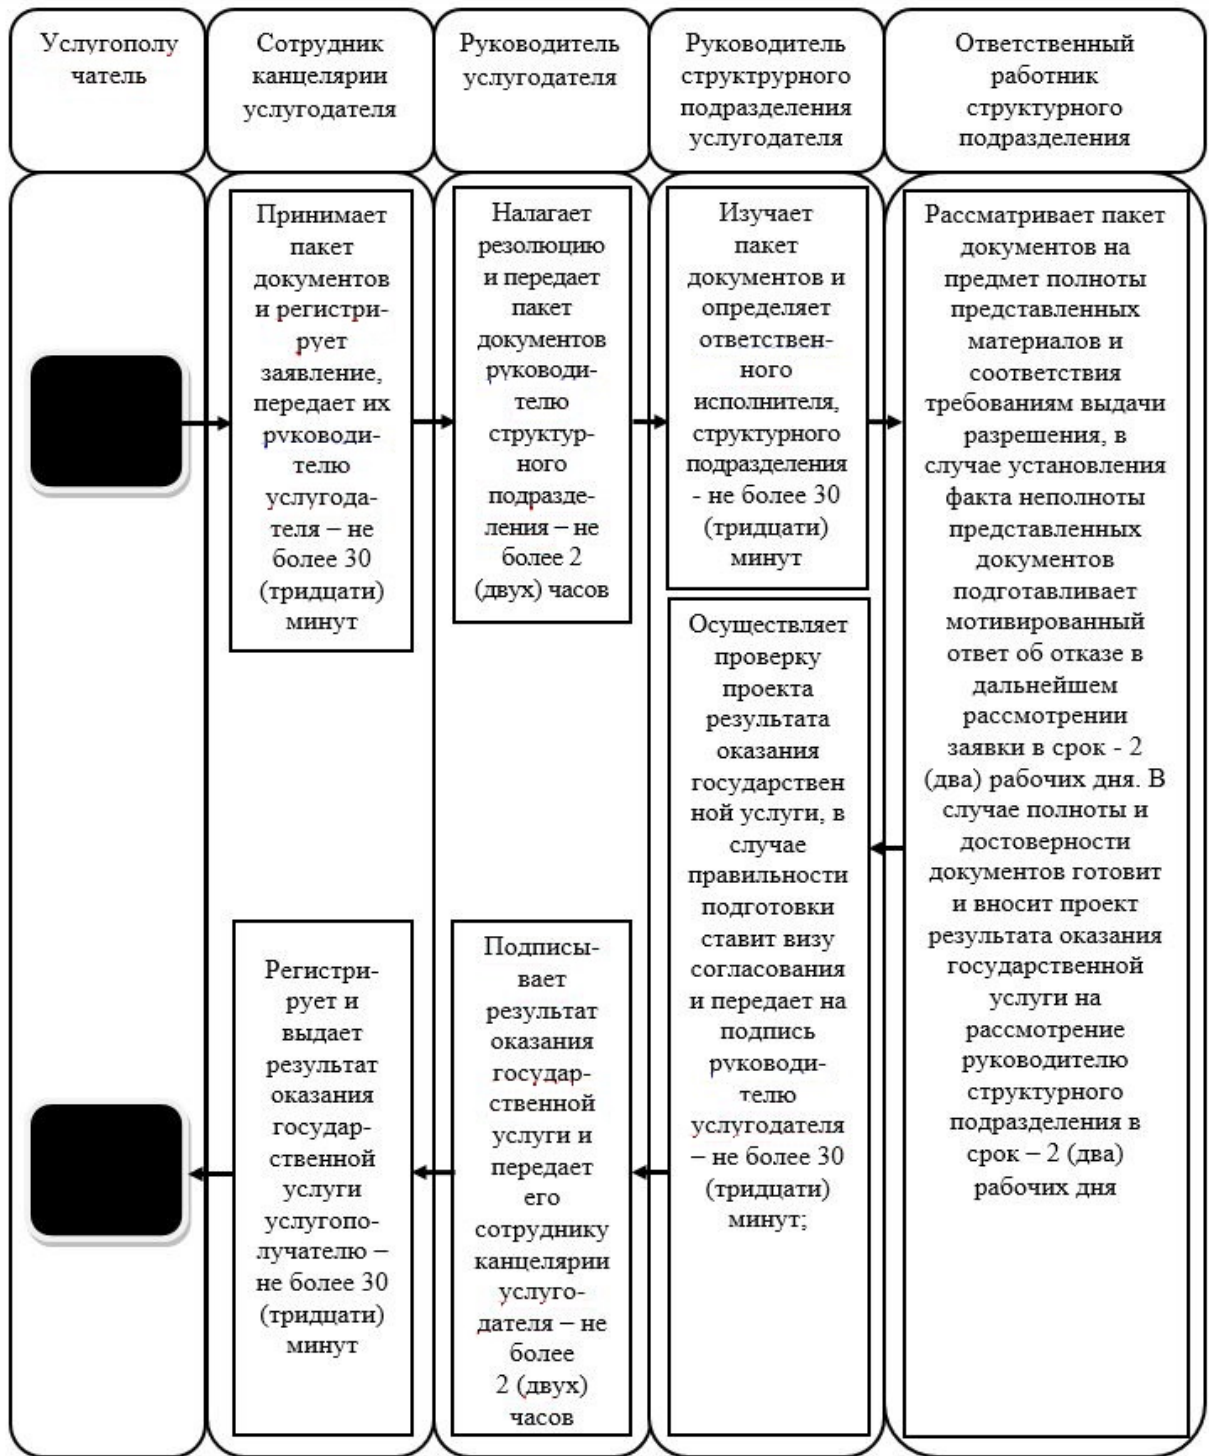 Услугополу
чатель
Сотрудник
канцелярии
услугодателя
Руководитель
услугодателя
Руководитель
структрурного
подразделения
услугодателя
Ответственный
работник
структурного
подразделения
Принимает
пакет
документов
и регистри-
рует
заявление,
передает их
руководи-
телю
услугода-
теля – не
более 30
(тридцати)
минут
Налагает
резолюцию
и передает
пакет
документов
руководи-
телю
структур-
ного
подразде-
ления – не
более 2
(двух) часов
Изучает
пакет
документов и
определяет
ответствен-
ного
исполнителя,
структурного
подразделения
- не более 30
(тридцати)
минут
Рассматривает пакет
документов на
предмет полноты
представленных
материалов и
соответствия
требованиям выдачи
разрешения, в
случае установления
факта неполноты
представленных
документов
подготавливает
мотивированный
ответ об отказе в
дальнейшем
рассмотрении
заявки в срок - 2
(два) рабочих дня. В
случае полноты и
достоверности
документов готовит
и вносит проект
результата оказания
государственной
услуги на
рассмотрение
руководителю
структурного
подразделения в
срок – 2 (два)
рабочих дня
Осуществляет
проверку
проекта
результата
оказания
государствен
ной услуги, в
случае
правильности
подготовки
ставит визу
согласования
и передает на
подпись
руководи-
телю
услугодателя
– не более 30
(тридцати)
минут;
Подписы-
вает
результат
оказания
государ-
ственной
услуги и
передает
его
сотруднику
канцелярии
услуго-
дателя – не
более
2 (двух)
часов
Регистри-
рует и
выдает
результат
оказания
государ-
ственной
услуги
услугопо-
лучателю –
не более 30
(тридцати)
минут